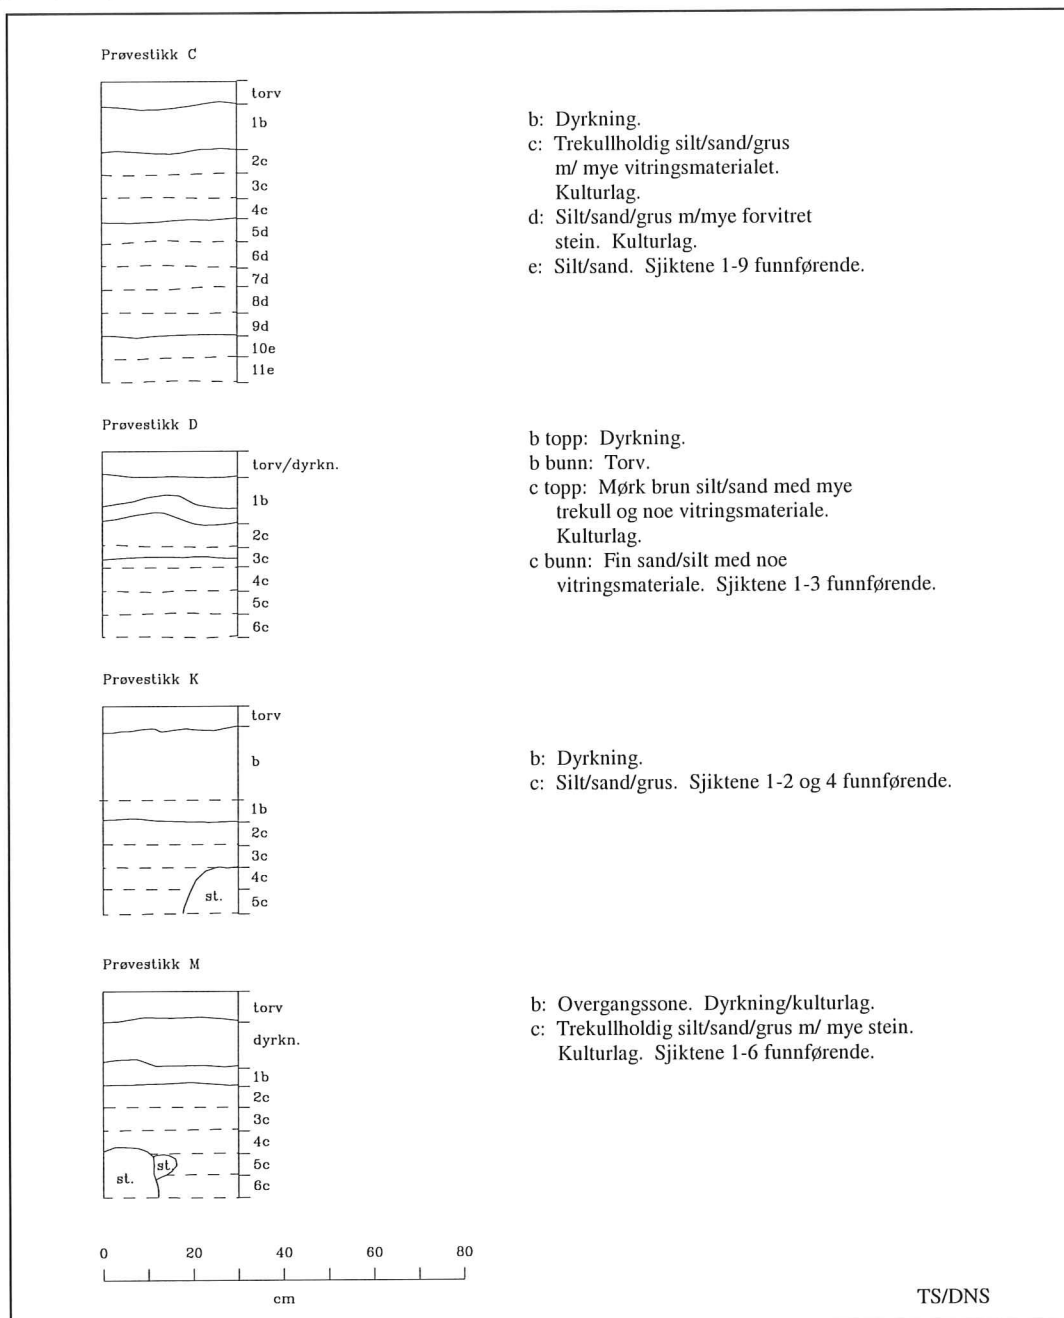 Prøvestikk C
torv
1b
2c
3c
4c
5d
6d
7d
8d
9d
10e
11e
b: Dyrkning.
c: Trekullholdig silt/sand/grus
m/ mye vitringsmaterialet.
Kulturlag.
d: Silt/sand/grus m/mye forvitret
stein. Kulturlag.
e: Silt/sand. Sjiktene 1-9 funnførende.
Prøvestikk D
torv/dyrkn.
1b
2c
3c
4c
5c
6c
b topp: Dyrkning.
b bunn: Torv.
c topp: Mørk brun silt/sand med mye
trekull og noe vitringsmateriale.
Kulturlag.
c bunn: Fin sand/silt med noe
vitringsmateriale. Sjiktene 1-3 funnførende.
Prøvestikk K
torv
b
1b
2c
3c
4c
st.
5c
b: Dyrkning.
c: Silt/sand/grus. Sjiktene 1-2 og 4 funnførende.
Prøvestikk M
torv
dyrkn.
1b
2c
3c
4c
st. 5c
st. 6c
b: Overgangssone. Dyrkning/kulturlag.
c: Trekullholdig silt/sand/grus m/ mye stein.
Kulturlag. Sjiktene 1-6 funnførende.
0 20 40 60 80
cm
TS/DNS